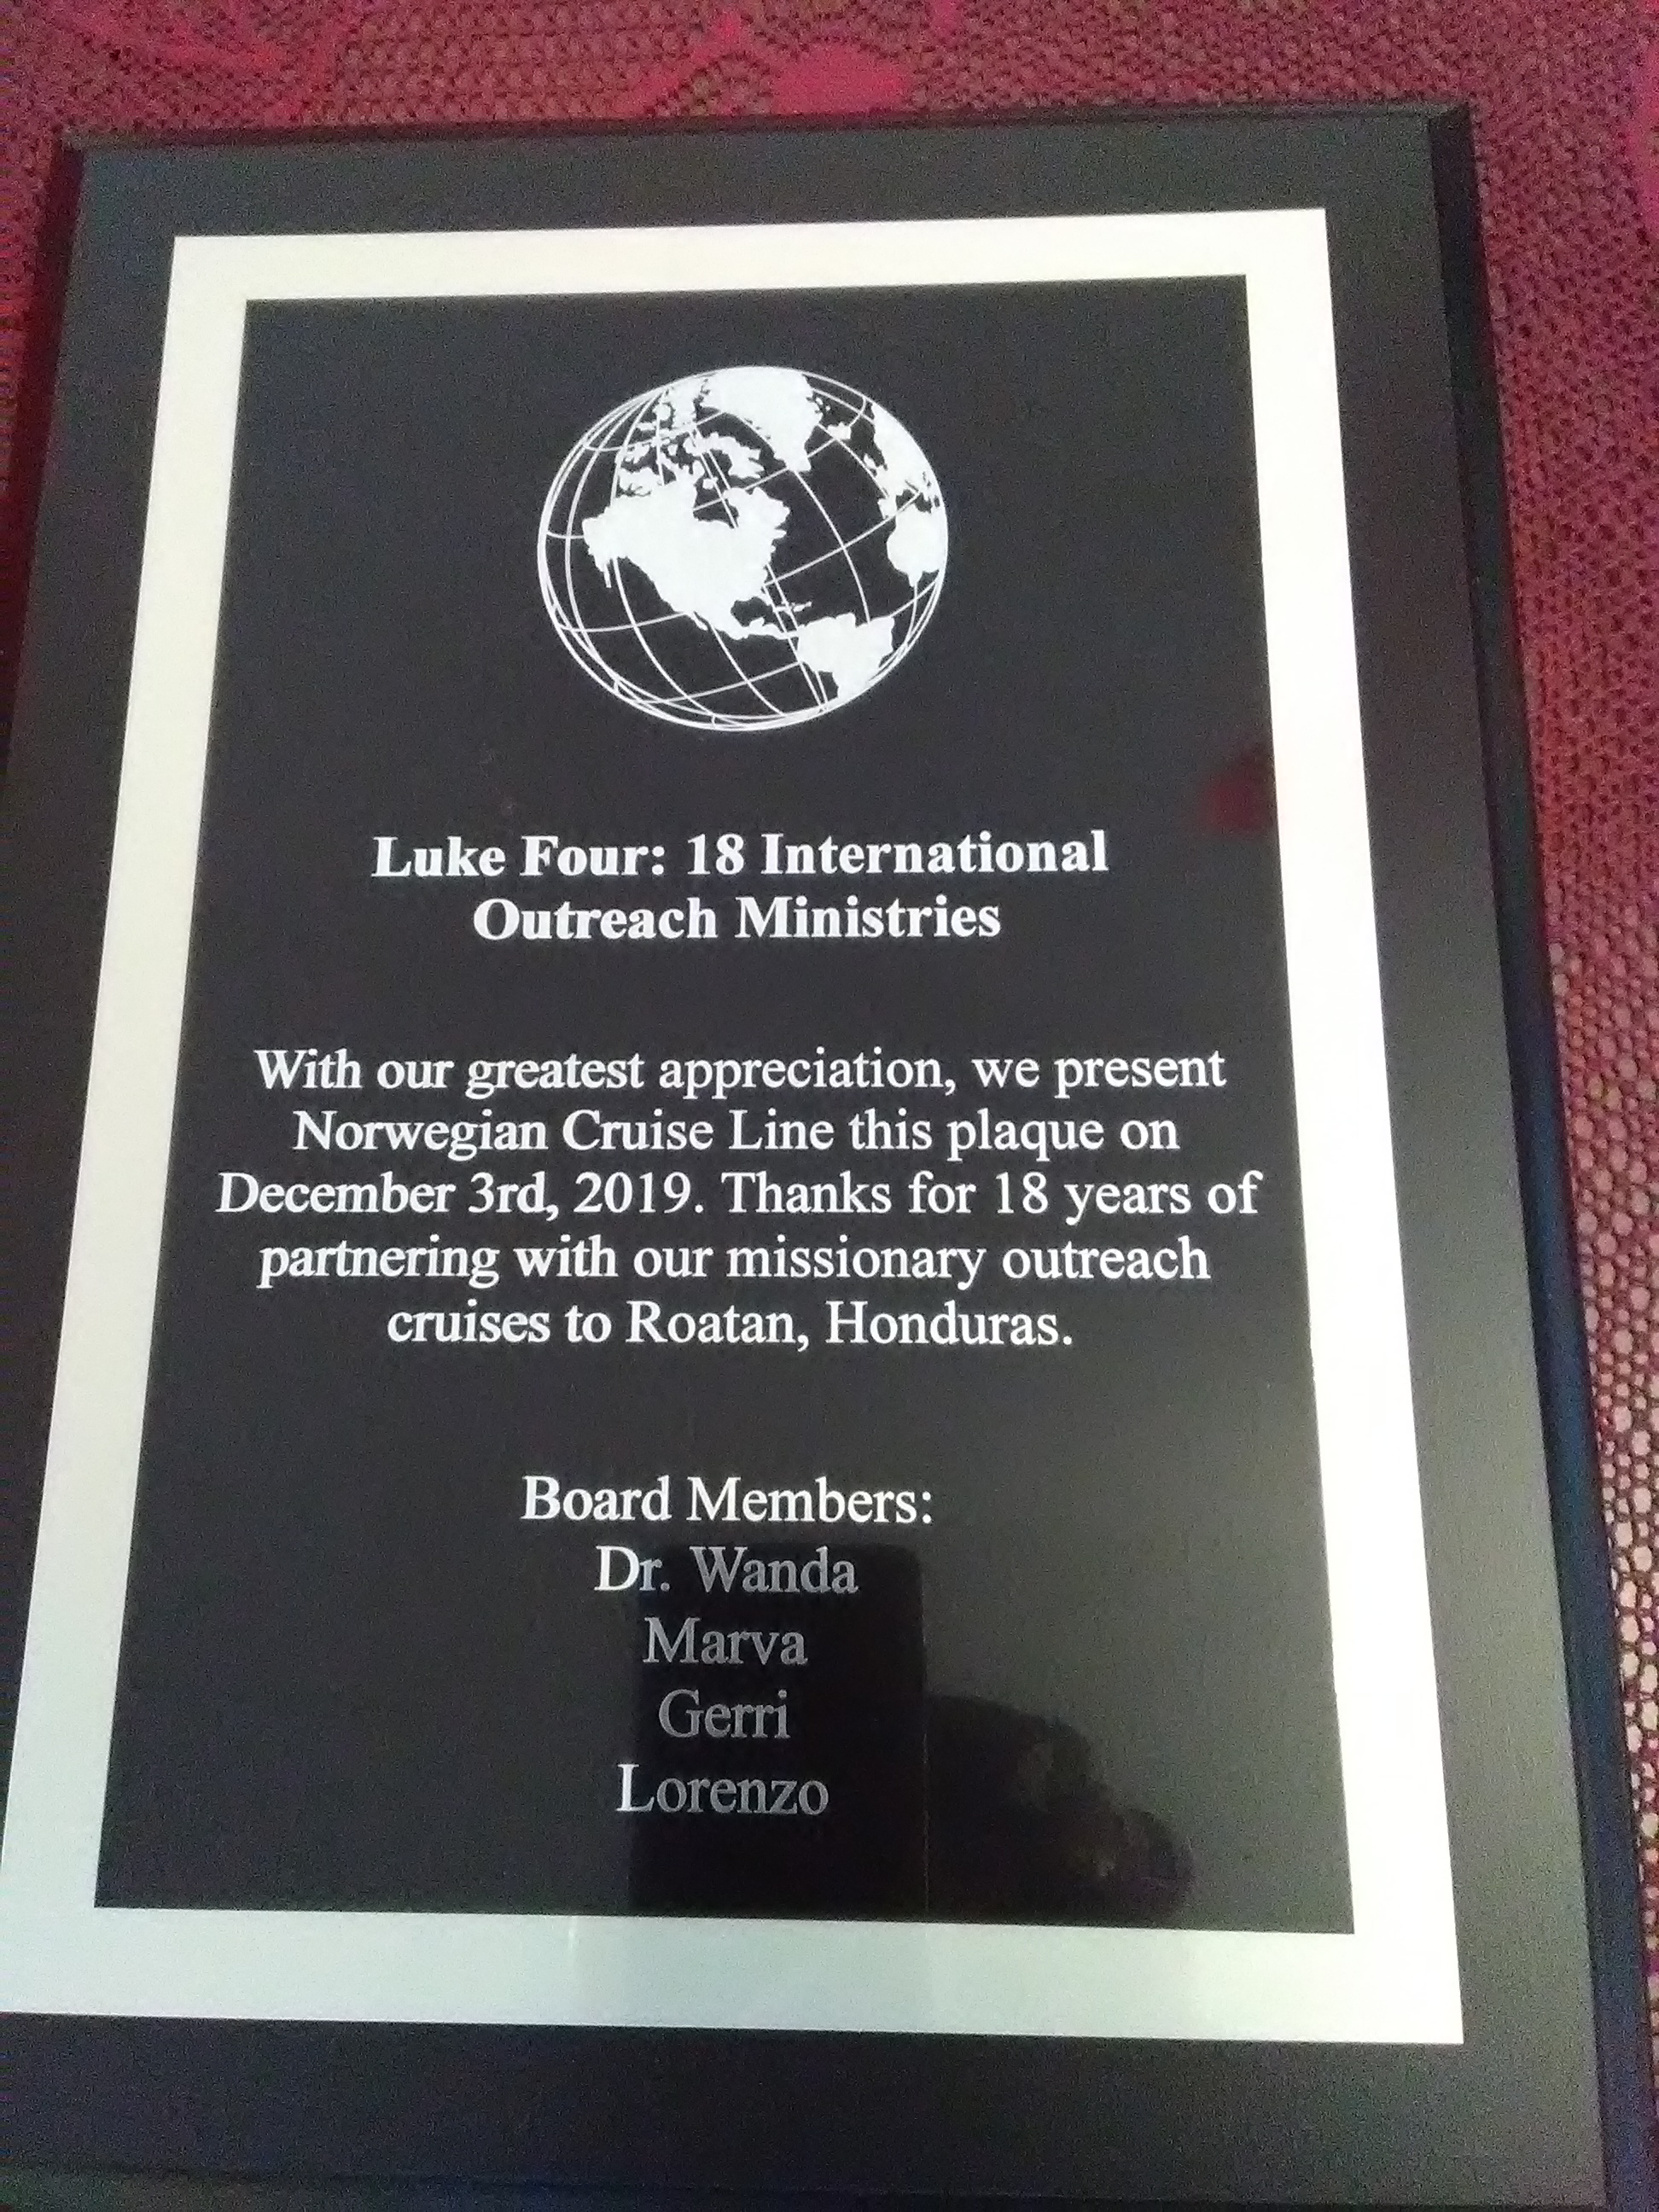 Luke Four: 18 International
Outreach Ministries
With our greatest appreciation, we present
Norwegian Cruise Line this plaque on
December 3rd, 2019. Thanks for 18 years of
partnering with our missionary outreach
cruises to Roatan, Honduras.
Board Members:
Dr. Wanda
Marva
Gerri
Lorenzo